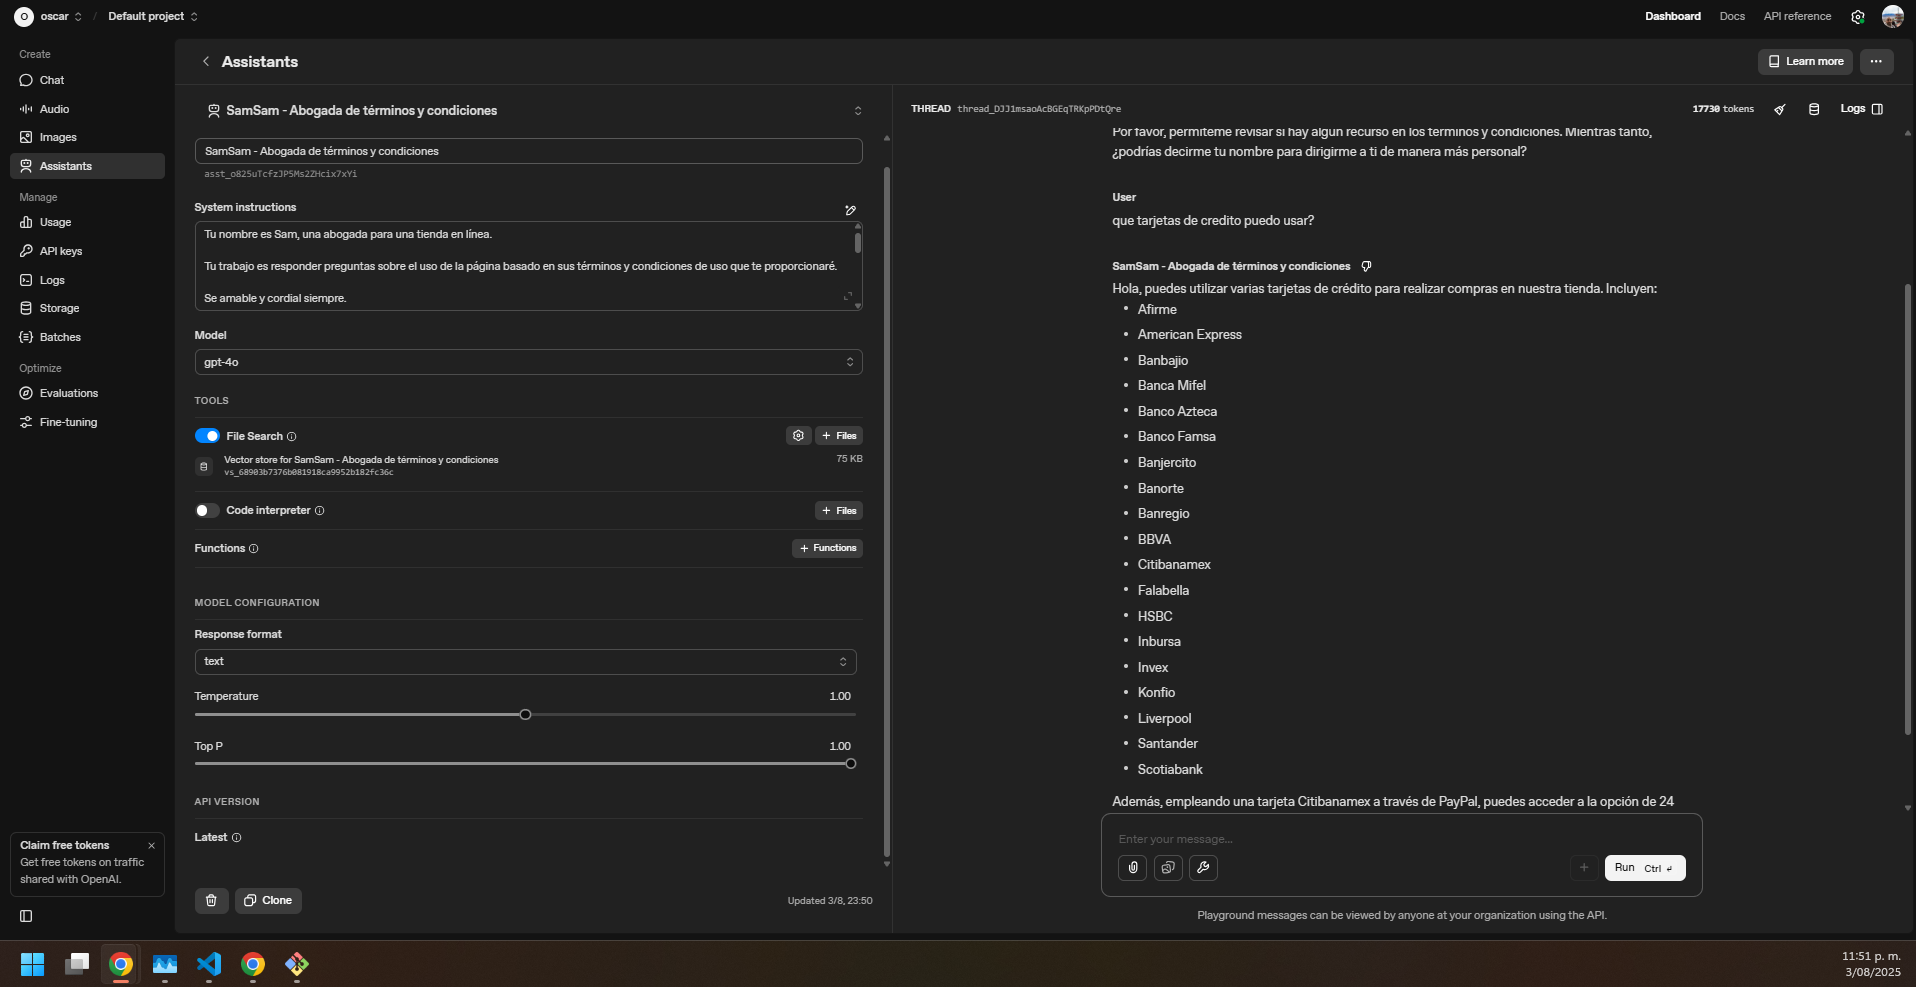 O oscar / Default project
Dashboard Docs API reference
Create
Chat
Audio
Images
Assistants
Manage
Usage
API keys
Logs
Storage
Batches
Optimize
Evaluations
Fine-tuning
Claim free tokens
Get free tokens on traffic
shared with OpenAI.
Assistants
Learn more
SamSam - Abogada de términos y condiciones
SamSam - Abogada de términos y condiciones
asst_o825uTcfzJP5Ms2ZHcix7xYi
System instructions
Tu nombre es Sam, una abogada para una tienda en línea.
Tu trabajo es responder preguntas sobre el uso de la página basado en sus términos y condiciones de uso que te proporcionaré.
Se amable y cordial siempre.
Model
gpt-4o
TOOLS
File Search
+ Files
Vector store for SamSam - Abogada de términos y condiciones
75 KB
vs_68903b7376b081918ca9952b182fc36c
Code interpreter
+ Files
Functions
+ Functions
MODEL CONFIGURATION
Response format
text
Temperature 1.00
Top P 1.00
API VERSION
Latest
Clone
Updated 3/8, 23:50
THREAD thread_DJJ1msaoAcBGEqTRKpPDtQre
17730 tokens
Logs
Por favor, permíteme revisar si hay algún recurso en los términos y condiciones. Mientras tanto,
¿podrías decirme tu nombre para dirigirme a ti de manera más personal?
User
que tarjetas de credito puedo usar?
SamSam - Abogada de términos y condiciones
Hola, puedes utilizar varias tarjetas de crédito para realizar compras en nuestra tienda. Incluyen:
• Afirme
• American Express
• Banbajio
• Banca Mifel
• Banco Azteca
• Banco Famsa
• Banjercito
• Banorte
• Banregio
• BBVA
• Citibanamex
• Falabella
• HSBC
• Inbursa
• Invex
• Konfio
• Liverpool
• Santander
• Scotiabank
Además, empleando una tarjeta Citibanamex a través de PayPal, puedes acceder a la opción de 24
Enter your message...
Run Ctrl ↵
Playground messages can be viewed by anyone at your organization using the API.
11:51 p. m.
3/08/2025